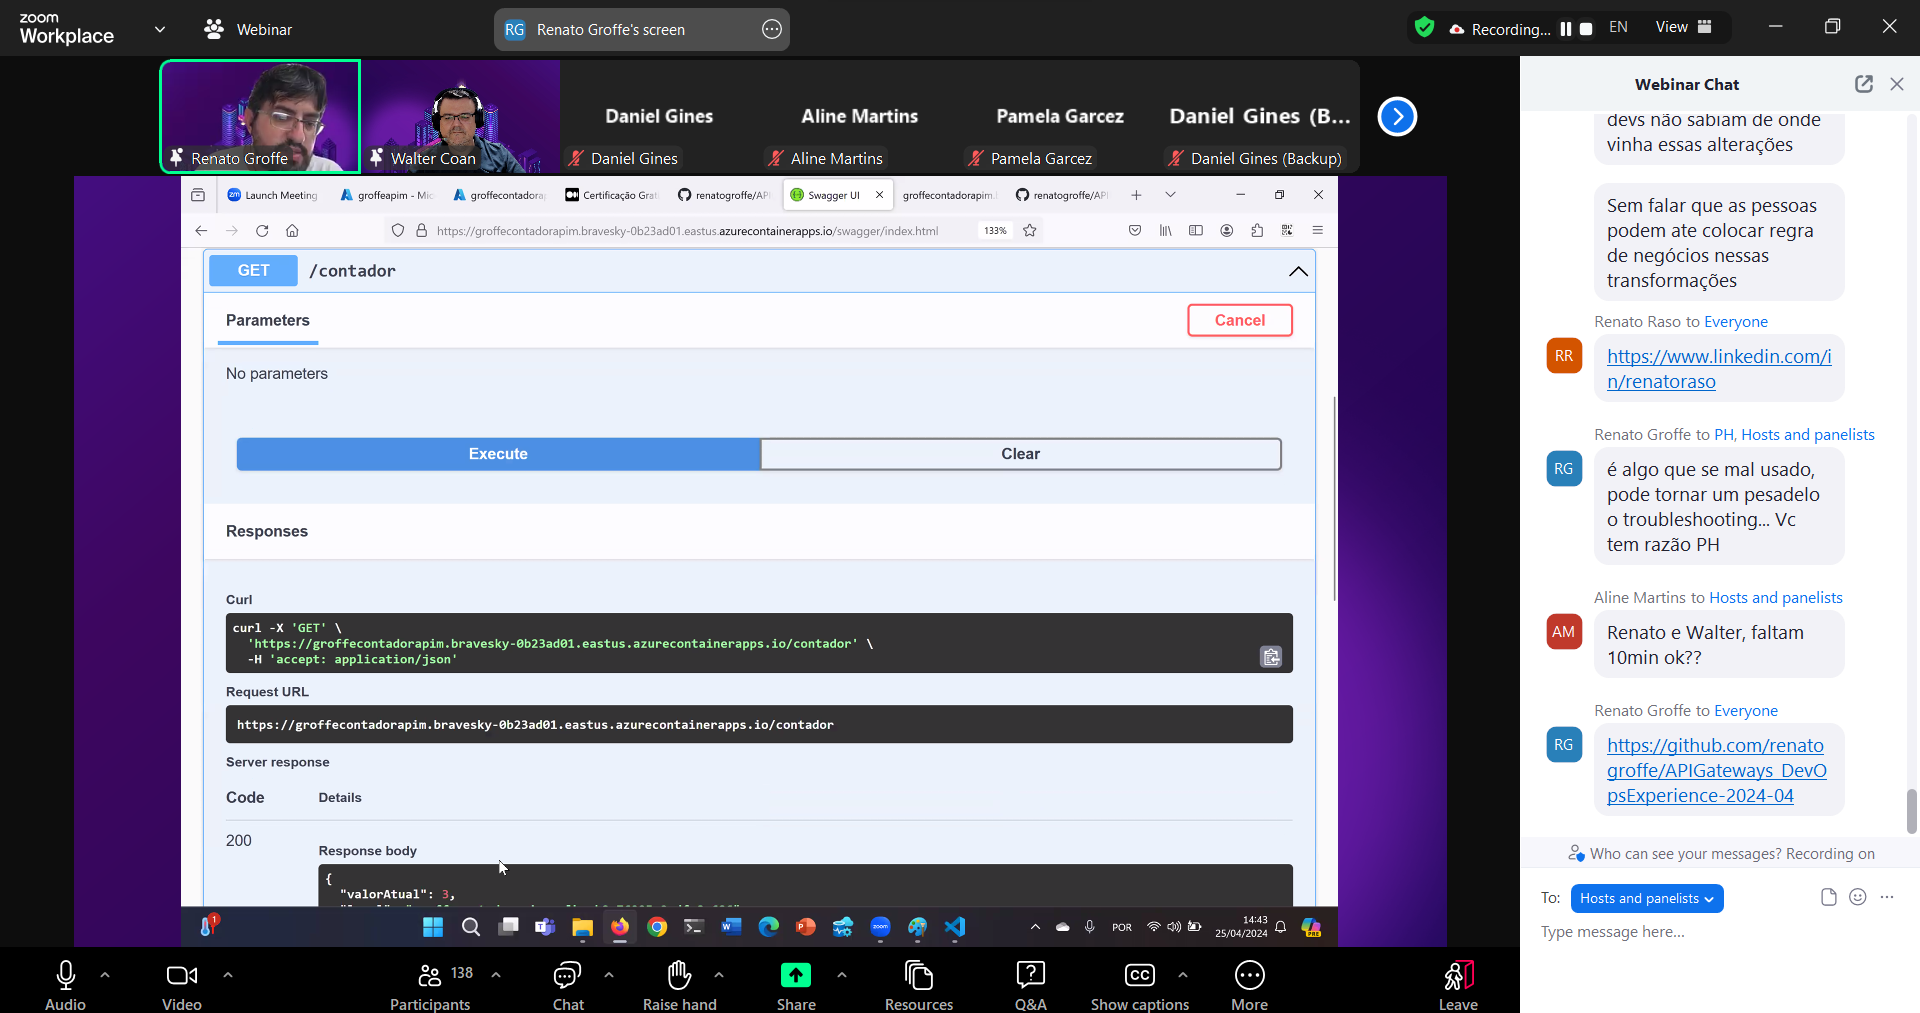 zoom
Workplace
Webinar
RG Renato Groffe's screen
Recording...
EN
View
Renato Groffe
Walter Coan
Daniel Gines
Daniel Gines
Aline Martins
Aline Martins
Pamela Garcez
Pamela Garcez
Daniel Gines (B...
Daniel Gines (Backup)
Launch Meeting
groffeapim - Mic
groffecontadorap
Certificação Grat
renatogroffe/API
Swagger UI
groffecontadorapim.
renatogroffe/API
https://groffecontadorapim.bravesky-0b23ad01.eastus.azurecontainerapps.io/swagger/index.html
133%
GET /contador
Parameters
Cancel
No parameters
Execute
Clear
Responses
Curl
curl -X 'GET' \
'https://groffecontadorapim.bravesky-0b23ad01.eastus.azurecontainerapps.io/contador' \
-H 'accept: application/json'
Request URL
https://groffecontadorapim.bravesky-0b23ad01.eastus.azurecontainerapps.io/contador
Server response
Code
Details
200
Response body
{
"valorAtual": 3,
1
POR
14:43
25/04/2024
Audio
Video
138
Participants
Chat
Raise hand
Share
Resources
Q&A
CC
Show captions
More
Leave
Webinar Chat
devs não sabiam de onde
vinha essas alterações
Sem falar que as pessoas
podem ate colocar regra
de negócios nessas
transformações
Renato Raso to Everyone
RR
https://www.linkedin.com/i
n/renatoraso
Renato Groffe to PH, Hosts and panelists
RG
é algo que se mal usado,
pode tornar um pesadelo
o troubleshooting... Vc
tem razão PH
Aline Martins to Hosts and panelists
AM
Renato e Walter, faltam
10min ok??
Renato Groffe to Everyone
RG
https://github.com/renato
groffe/APIGateways_DevO
psExperience-2024-04
Who can see your messages? Recording on
To: Hosts and panelists
Type message here...